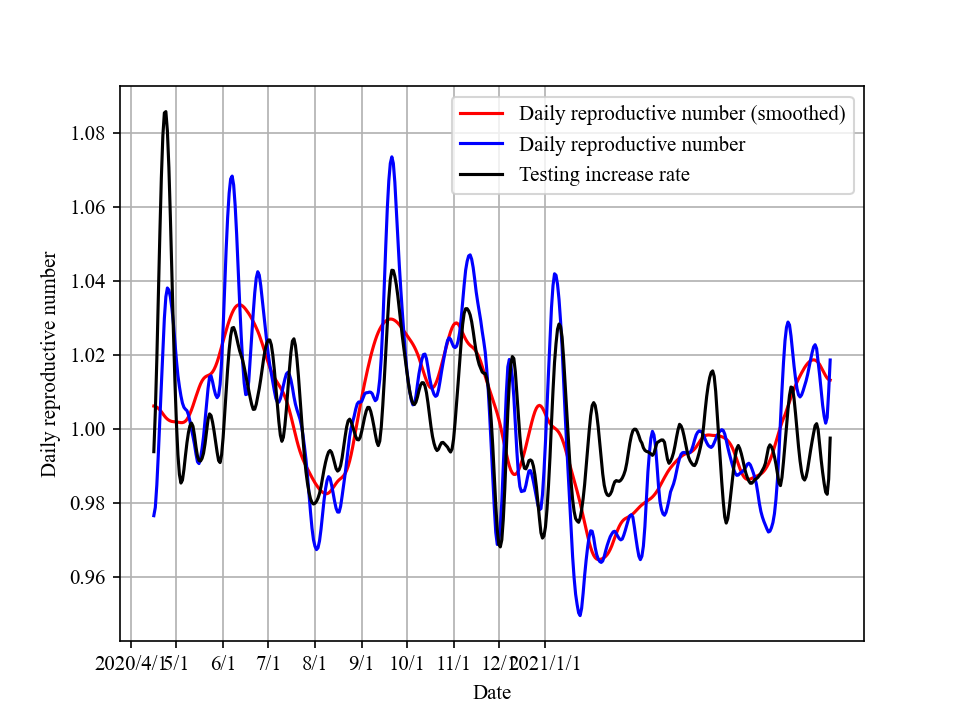 Daily reproductive number (smoothed)
Daily reproductive number
Testing increase rate
Daily reproductive number
1.08
1.06
1.04
1.02
1.00
0.98
0.96
2020/4/1 5/1 6/1 7/1 8/1 9/1 10/1 11/1 12/1 2021/1/1
Date